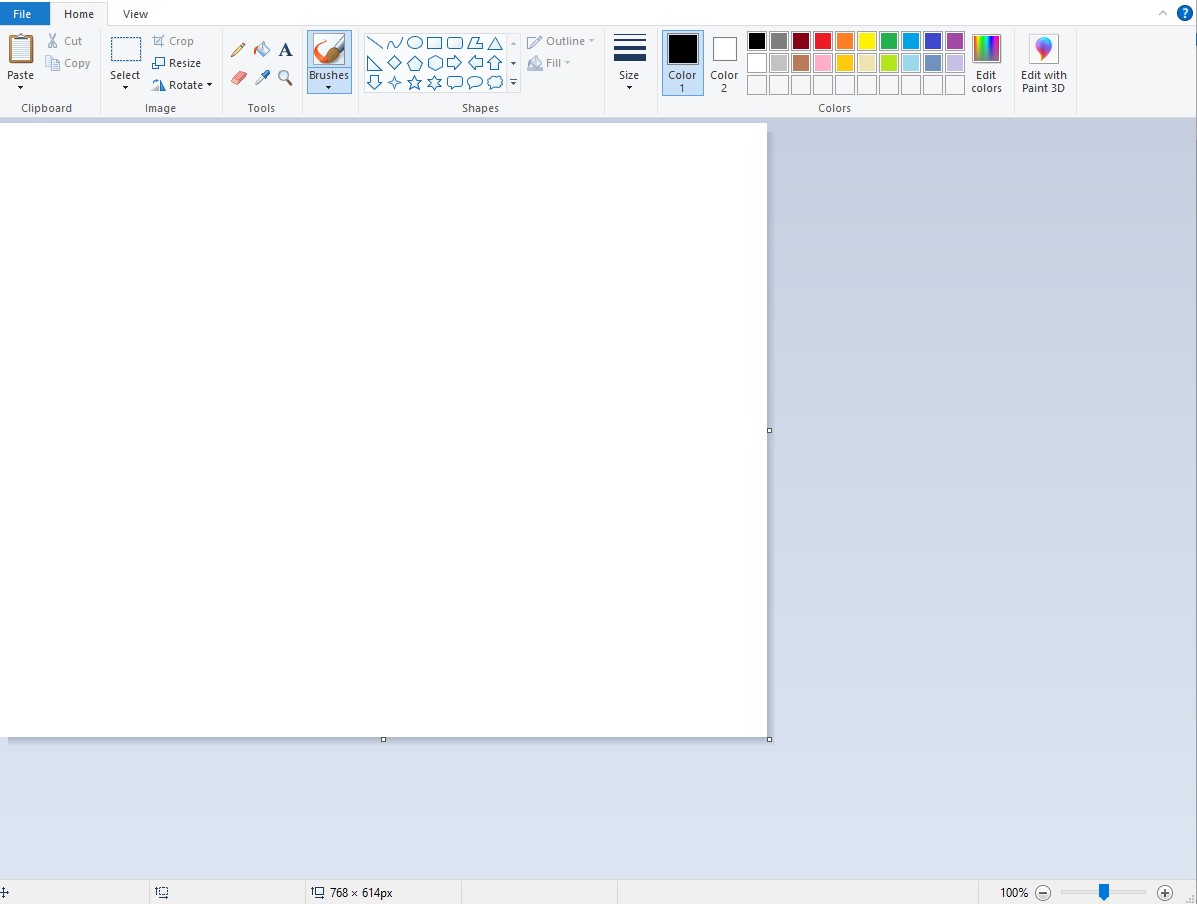 File Home View ?
Cut Crop A Outline
Copy Resize Fill
Paste Select Rotate Brushes Size Color 1 Color 2 Edit colors Edit with Paint 3D
Clipboard Image Tools Shapes Colors
768 × 614px 100%